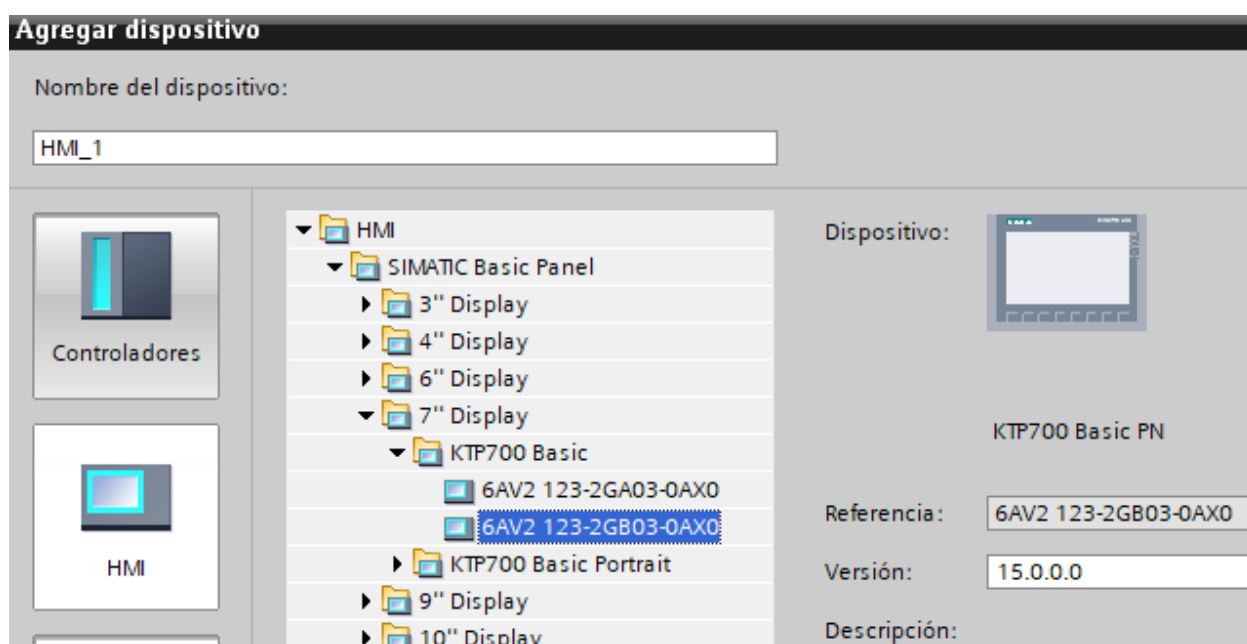 Agregar dispositivo
Nombre del dispositivo:
HMI_1
Controladores
HMI
HMI
SIMATIC Basic Panel
3" Display
4" Display
6" Display
7" Display
KTP700 Basic
6AV2 123-2GA03-0AX0
6AV2 123-2GB03-0AX0
KTP700 Basic Portrait
9" Display
10" Display
Dispositivo:
KTP700 Basic PN
Referencia: 6AV2 123-2GB03-0AX0
Versión: 15.0.0.0
Descripción: